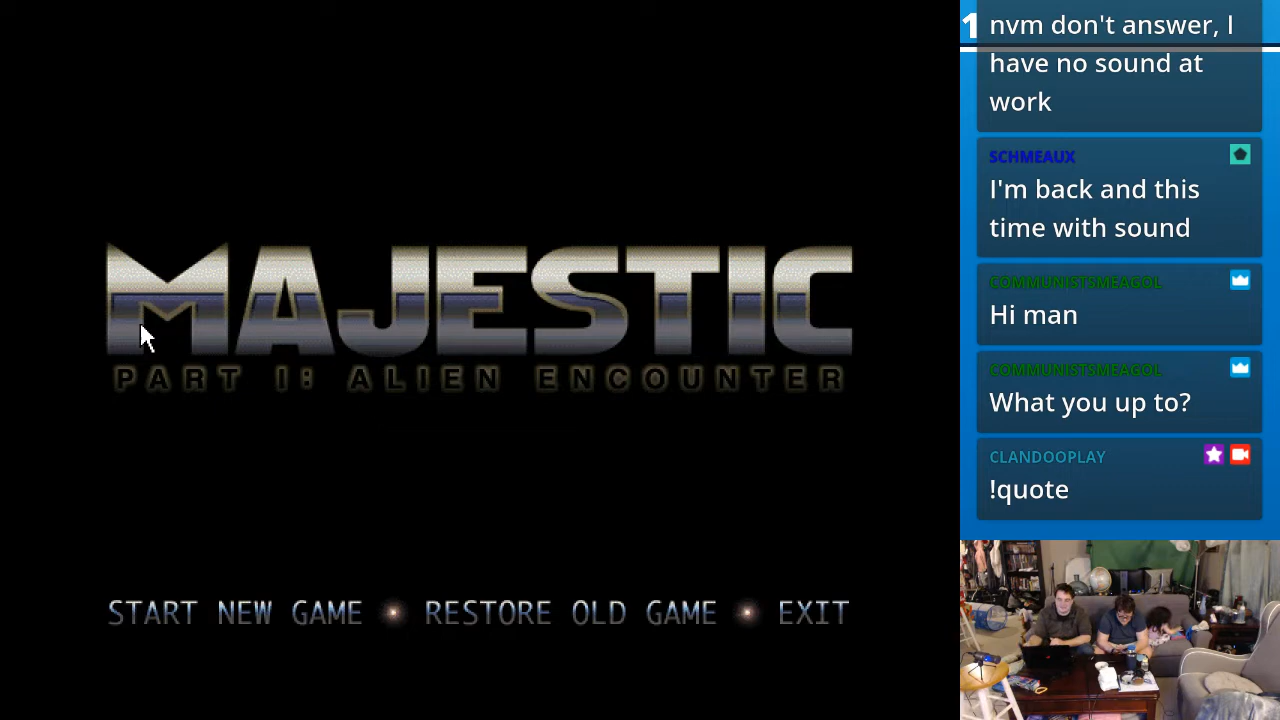 MAJESTIC
PART I: ALIEN ENCOUNTER
START NEW GAME • RESTORE OLD GAME • EXIT
1
nvm don't answer, I
have no sound at
work
SCHMEAUX
I'm back and this
time with sound
COMMUNISTSMEAGOL
Hi man
COMMUNISTSMEAGOL
What you up to?
CLANDOOPLAY
!quote